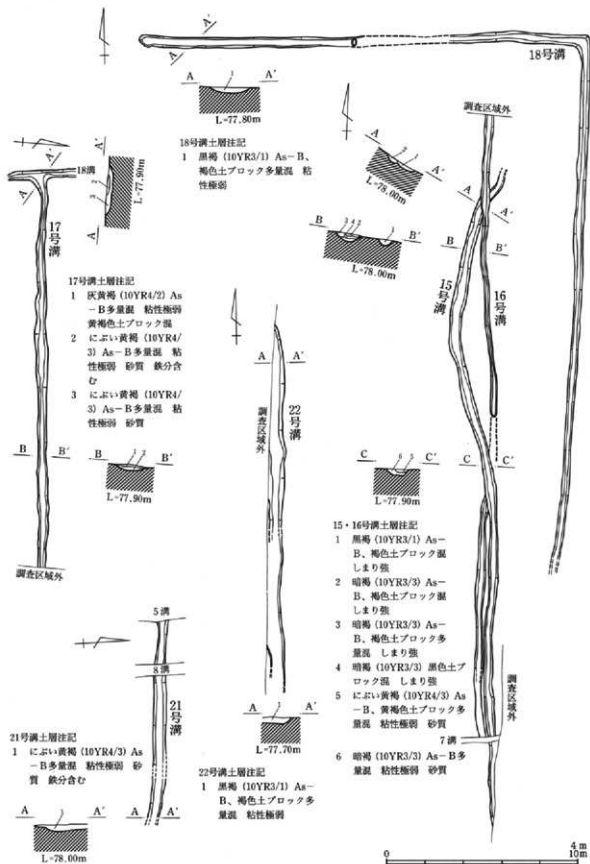 A A'
18号溝
A A'
L=77.80m
18号溝土層注記
1 黒褐 (10YR3/1) As-B、
褐色土ブロック多量混 粘
性極弱
18溝
A A'
17号溝
A A'
1
2
3
L=77.90m
17号溝土層注記
1 灰黄褐 (10YR4/2) As
-B多量混 粘性極弱
黄褐色土ブロック混
2 にぶい黄褐 (10YR4/
3) As-B多量混 粘
性極弱 砂質 鉄分含
む
3 にぶい黄褐 (10YR4/
3) As-B多量混 粘
性極弱 砂質
B B'
B B'
L=77.90m
調査区域外
調査区域外
A A'
L=78.00m
B B'
3 4 2 1
L=78.00m
A A'
B B'
15号溝
16号溝
C C'
C C'
6 5
L=77.90m
15・16号溝土層注記
1 黒褐 (10YR3/1) As-
B、褐色土ブロック混
しまり強
2 暗褐 (10YR3/3) As-
B、褐色土ブロック混
しまり強
3 暗褐 (10YR3/3) As-
B、褐色土ブロック多
量混 しまり強
4 暗褐 (10YR3/3) 黒色土ブ
ロック混 しまり強
5 にぶい黄褐 (10YR4/3) As
-B、黄褐色土ブロック多
量混 粘性極弱 砂質
6 暗褐 (10YR3/3) As-B多
量混 粘性極弱 砂質
調査区域外
7溝
A A'
調査区域外
22号溝
A A'
L=77.70m
22号溝土層注記
1 黒褐 (10YR3/1) As-
B、褐色土ブロック多
量混 粘性極弱
5溝
8溝
21号溝
A A'
21号溝土層注記
1 にぶい黄褐 (10YR4/3) As
-B多量混 粘性極弱 砂
質 鉄分含む
A A'
L=78.00m
0 4m
10m